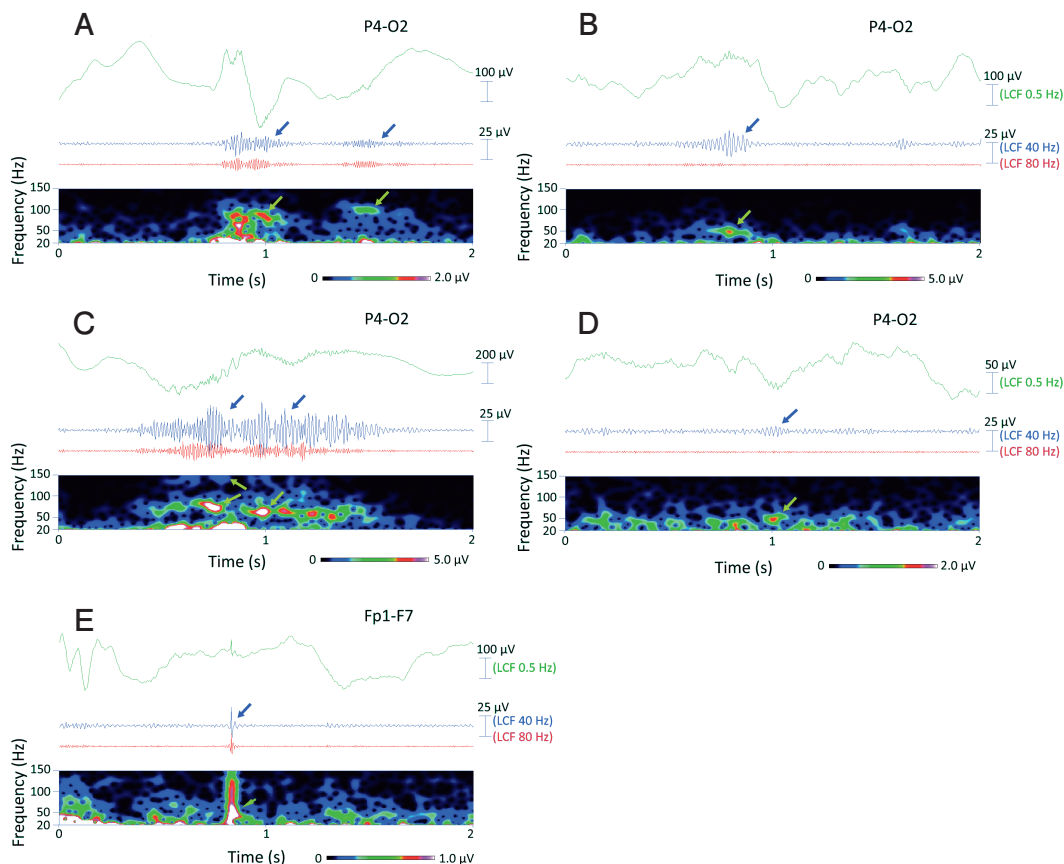 A
P4-O2
100 µV
25 µV
Frequency (Hz)
150
100
50
20
0
1
2
Time (s)
0
2.0 µV
B
P4-O2
100 µV
(LCF 0.5 Hz)
25 µV
(LCF 40 Hz)
(LCF 80 Hz)
Frequency (Hz)
150
100
50
20
0
1
2
Time (s)
0
5.0 µV
C
P4-O2
200 µV
25 µV
Frequency (Hz)
150
100
50
20
0
1
2
Time (s)
0
5.0 µV
D
P4-O2
50 µV
(LCF 0.5 Hz)
25 µV
(LCF 40 Hz)
(LCF 80 Hz)
Frequency (Hz)
150
100
50
20
0
1
2
Time (s)
0
2.0 µV
E
Fp1-F7
100 µV
(LCF 0.5 Hz)
25 µV
(LCF 40 Hz)
(LCF 80 Hz)
Frequency (Hz)
150
100
50
20
0
1
2
Time (s)
0
1.0 µV